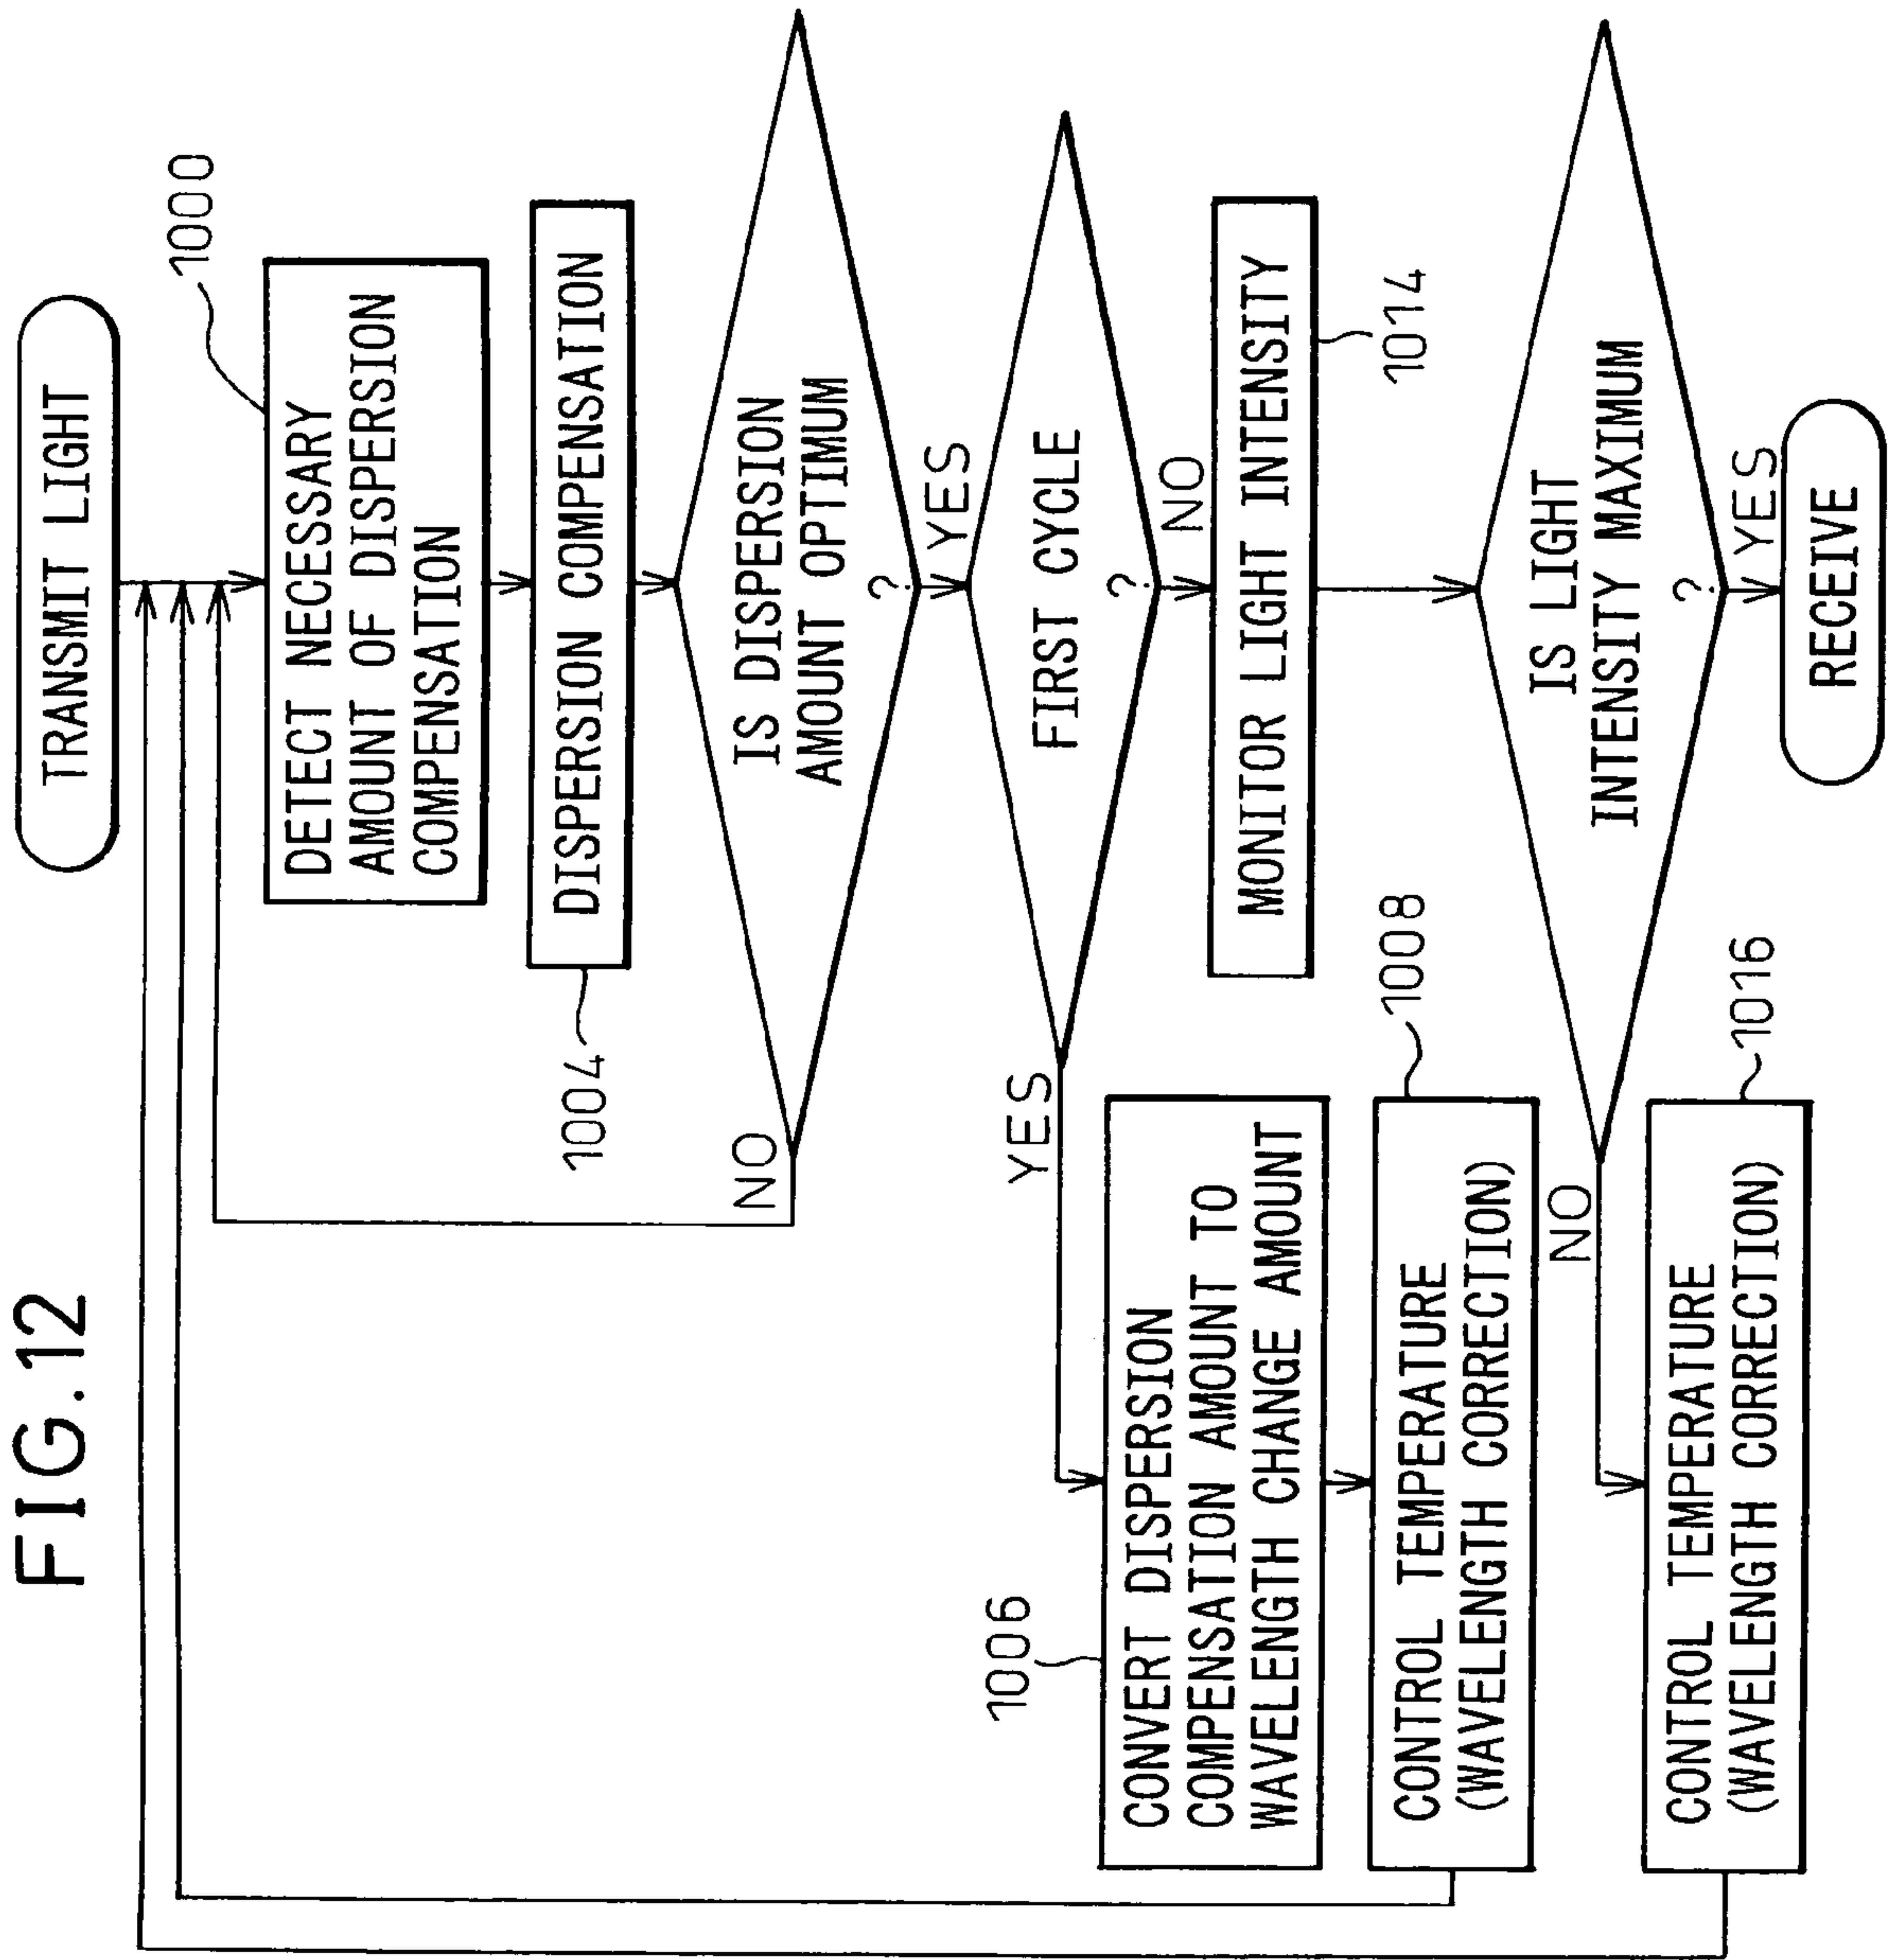 FIG.12
TRANSMIT LIGHT
1000
DETECT NECESSARY
AMOUNT OF DISPERSION
COMPENSATION
1004
DISPERSION COMPENSATION
IS DISPERSION
AMOUNT OPTIMUM
?
NO
YES
FIRST CYCLE
?
YES
NO
1006
CONVERT DISPERSION
COMPENSATION AMOUNT TO
WAVELENGTH CHANGE AMOUNT
MONITOR LIGHT INTENSITY
1014
1008
CONTROL TEMPERATURE
(WAVELENGTH CORRECTION)
IS LIGHT
INTENSITY MAXIMUM
?
NO
YES
1016
CONTROL TEMPERATURE
(WAVELENGTH CORRECTION)
RECEIVE